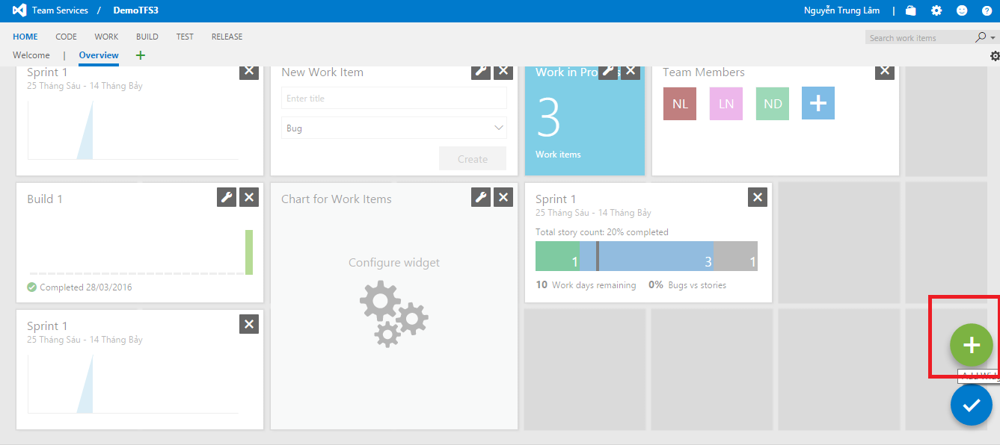 Team Services / DemoTFS3
Nguyễn Trung Lâm |
HOME CODE WORK BUILD TEST RELEASE
Search work items
Welcome | Overview
Sprint 1
25 Tháng Sáu - 14 Tháng Bảy
New Work Item
Enter title
Bug
Create
Work in
3
Work items
Team Members
NL LN ND
Build 1
Completed 28/03/2016
Chart for Work Items
Configure widget
Sprint 1
25 Tháng Sáu - 14 Tháng Bảy
Total story count: 20% completed
1 3 1
10 Work days remaining 0% Bugs vs stories
Sprint 1
25 Tháng Sáu - 14 Tháng Bảy